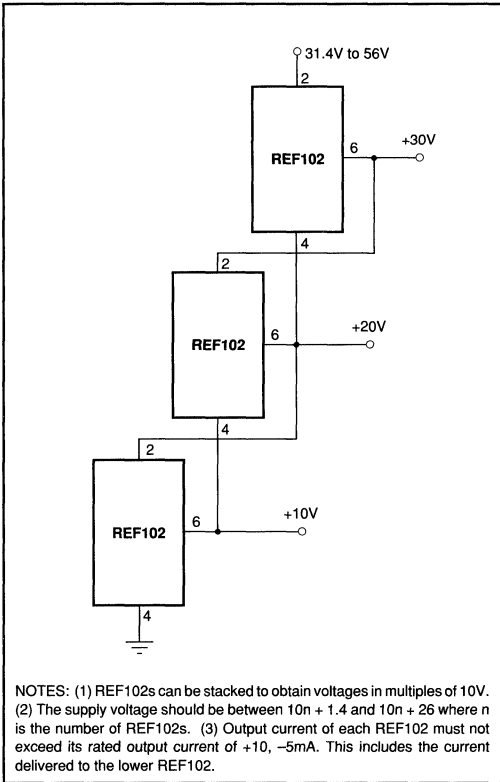 31.4V to 56V
2
REF102
6
+30V
4
2
REF102
6
+20V
4
2
REF102
6
+10V
4
NOTES: (1) REF102s can be stacked to obtain voltages in multiples of 10V.
(2) The supply voltage should be between 10n + 1.4 and 10n + 26 where n
is the number of REF102s. (3) Output current of each REF102 must not
exceed its rated output current of +10, –5mA. This includes the current
delivered to the lower REF102.